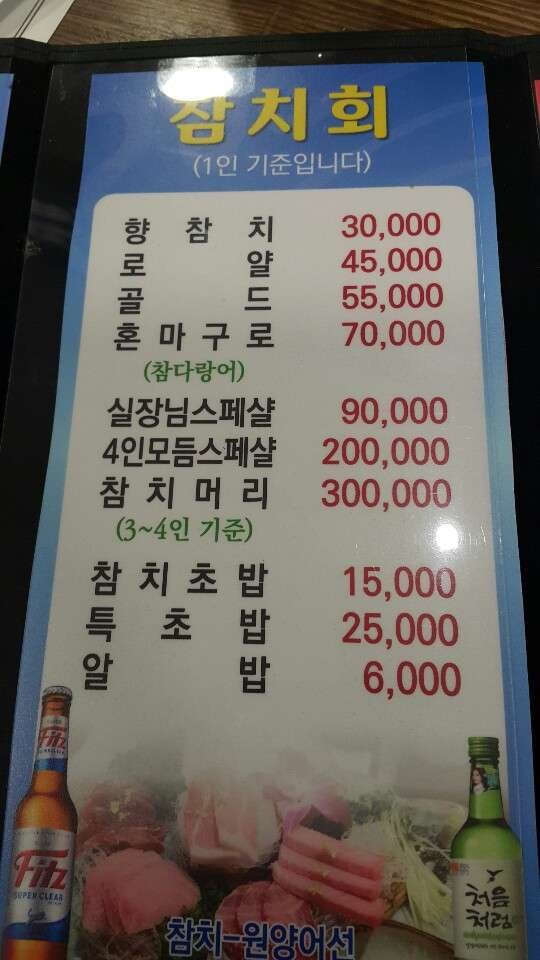 참치회
(1인 기준입니다)
향참치 30,000
로얄 45,000
골드 55,000
혼마구로 70,000
(참다랑어)
실장님스페샬 90,000
4인모듬스페샬 200,000
참치머리 300,000
(3~4인 기준)
참치초밥 15,000
특초밥 25,000
알밥 6,000
Fitz
Fitz
SUPER CLEAR
처음
처럼
참치-원양어선